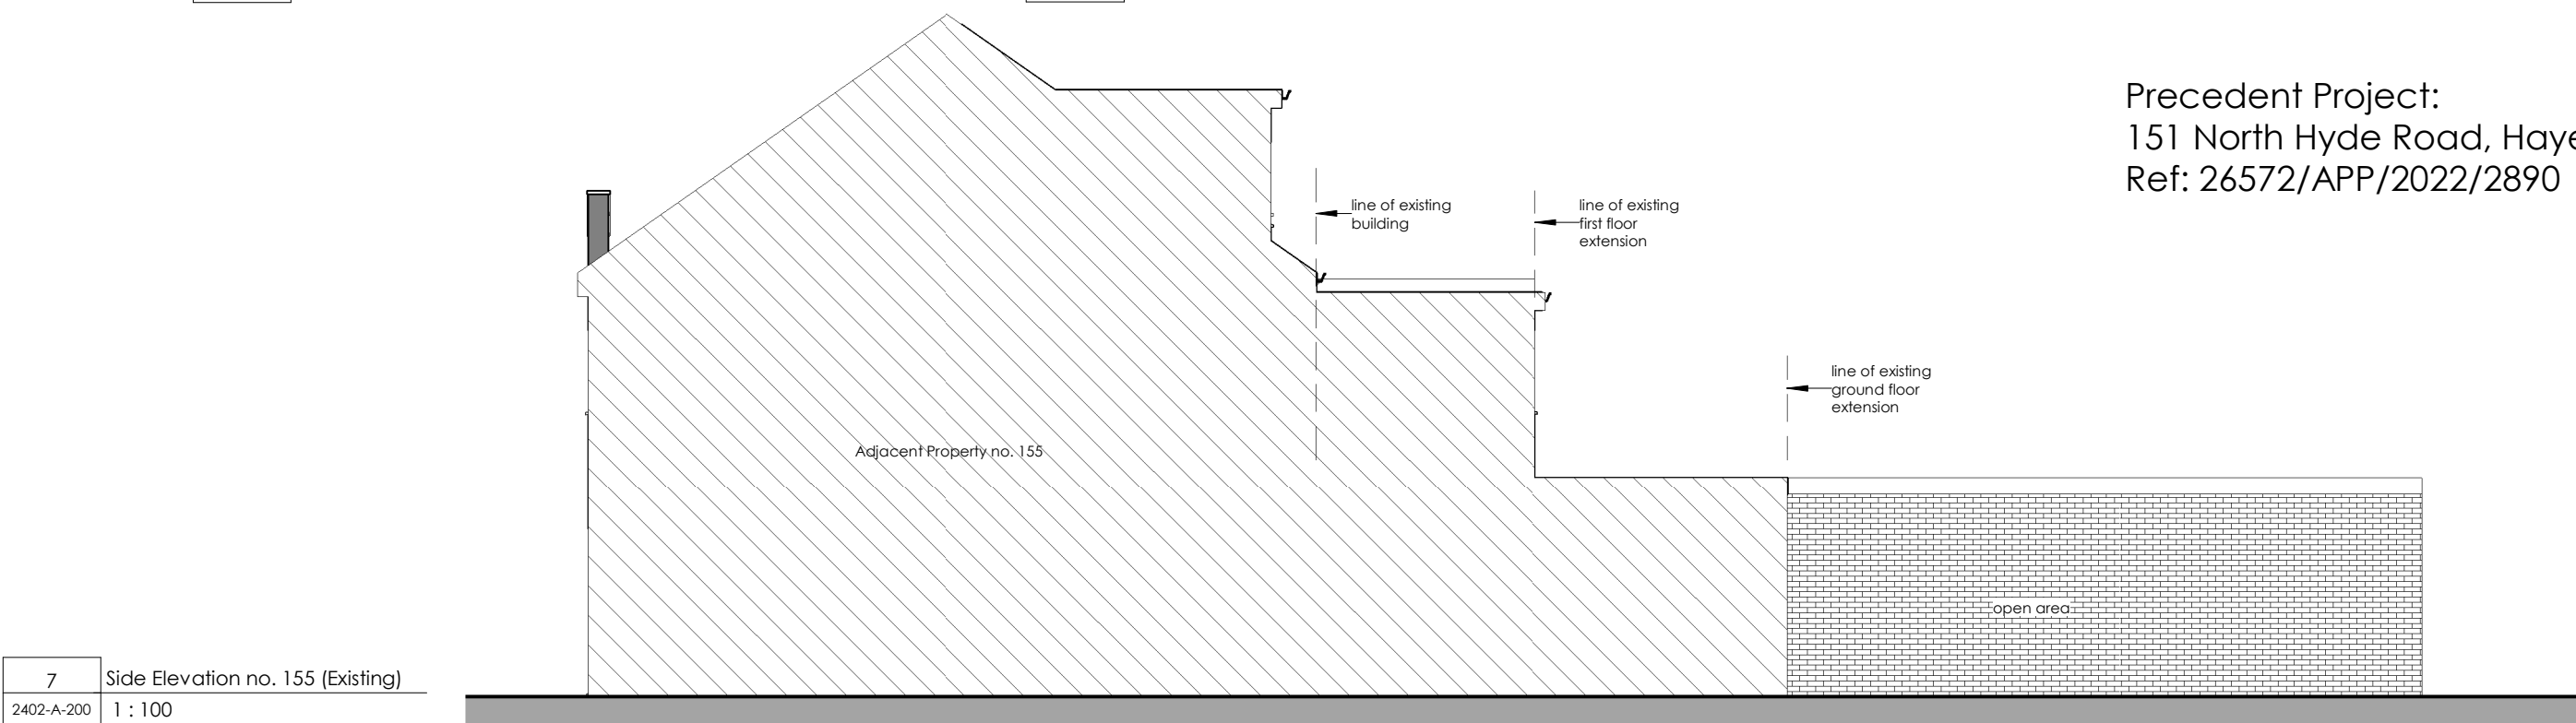 Precedent Project:
151 North Hyde Road,
Ref: 26572/APP/2022/2890
line of existing
building
line of existing
first floor
extension
line of existing
ground floor
extension
Adjacent Property no. 155
open area
7
Side Elevation no. 155 (Existing)
2402-A-200
1 : 100